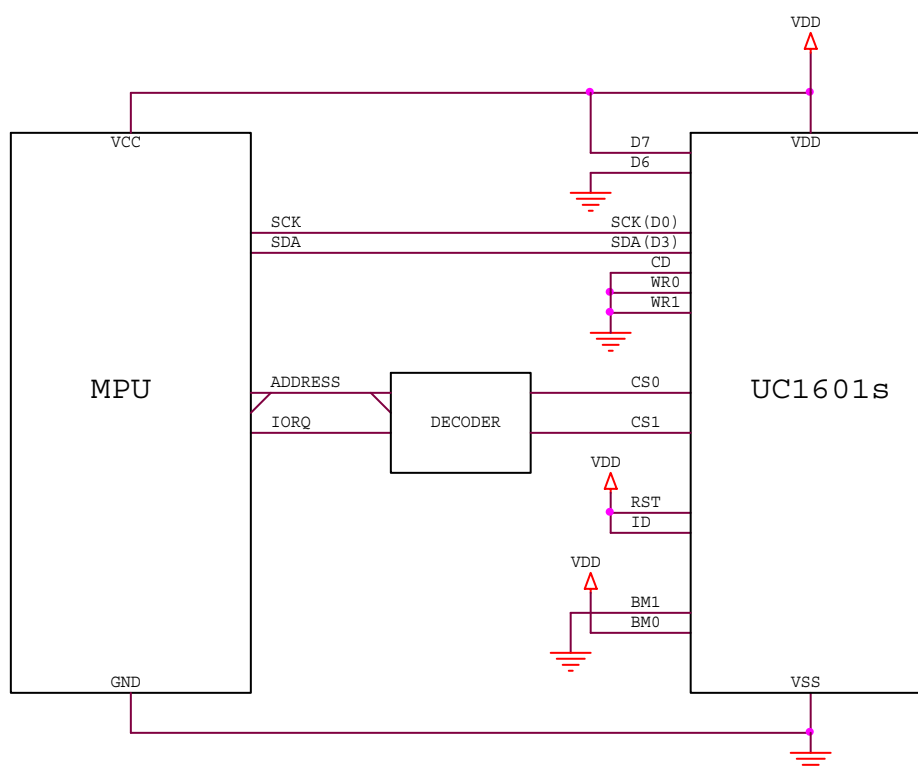 VDD
VCC
VDD
D7
D6
SCK
SCK(D0)
SDA
SDA(D3)
CD
WR0
WR1
MPU
UC1601s
ADDRESS
CS0
IORQ
DECODER
CS1
VDD
RST
ID
VDD
BM1
BM0
GND
VSS